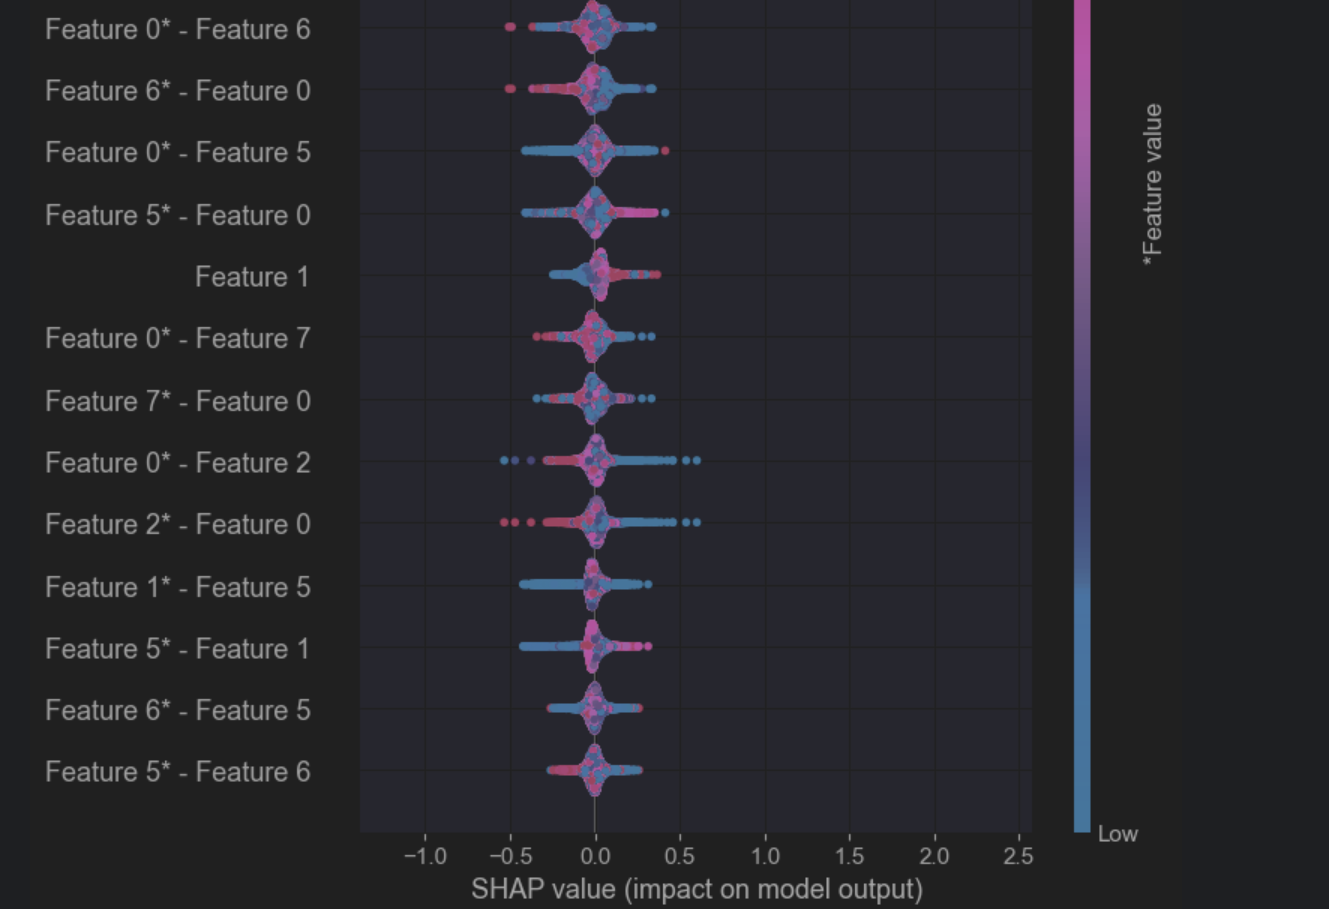 Feature 0* - Feature 6
Feature 6* - Feature 0
Feature 0* - Feature 5
Feature 5* - Feature 0
Feature 1
Feature 0* - Feature 7
Feature 7* - Feature 0
Feature 0* - Feature 2
Feature 2* - Feature 0
Feature 1* - Feature 5
Feature 5* - Feature 1
Feature 6* - Feature 5
Feature 5* - Feature 6
−1.0 −0.5 0.0 0.5 1.0 1.5 2.0 2.5
SHAP value (impact on model output)
Low
*Feature value